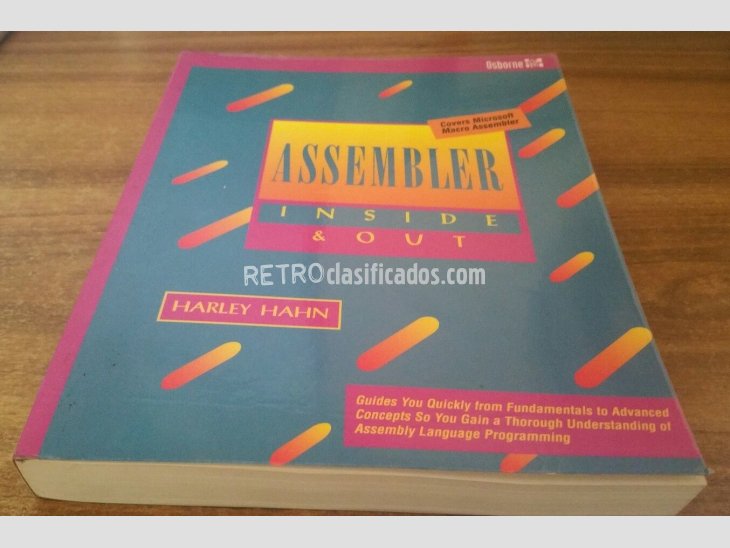 Osborne
Covers Microsoft
Macro Assembler
ASSEMBLER
INSIDE
& OUT
RETROclasificados.com
HARLEY HAHN
Guides You Quickly from Fundamentals to Advanced
Concepts So You Gain a Thorough Understanding of
Assembly Language Programming